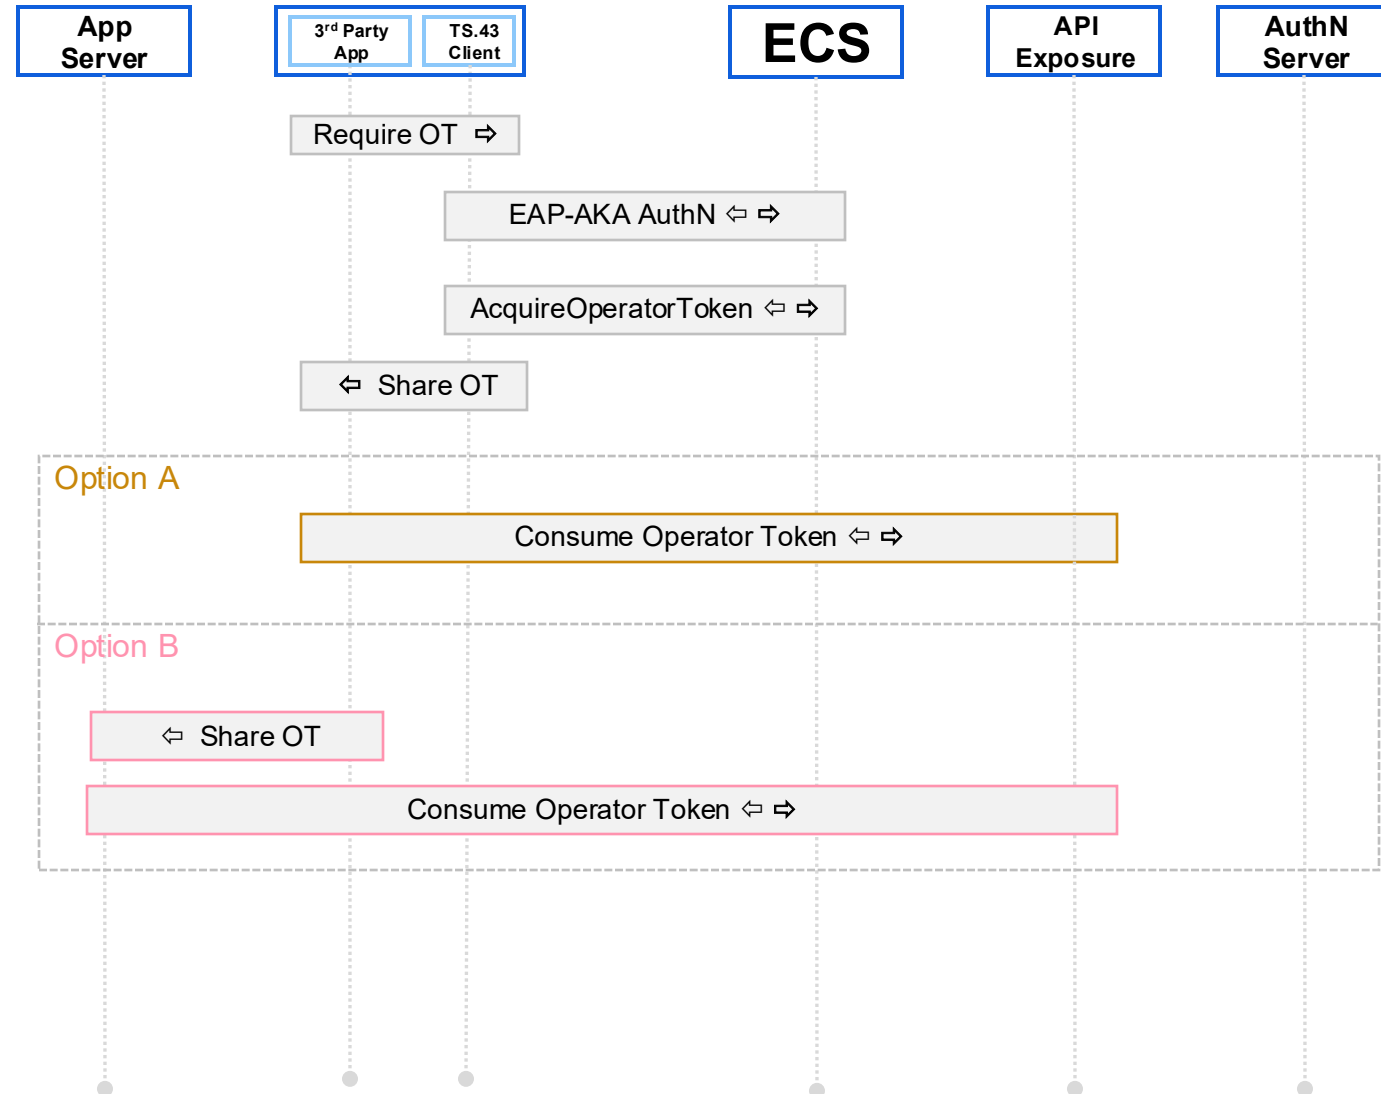 App
Server
3rd Party
App
TS.43
Client
ECS
API
Exposure
AuthN
Server
Require OT ⇨
EAP-AKA AuthN ⇦ ⇨
AcquireOperatorToken ⇦ ⇨
⇦ Share OT
Option A
Consume Operator Token ⇦ ⇨
Option B
⇦ Share OT
Consume Operator Token ⇦ ⇨